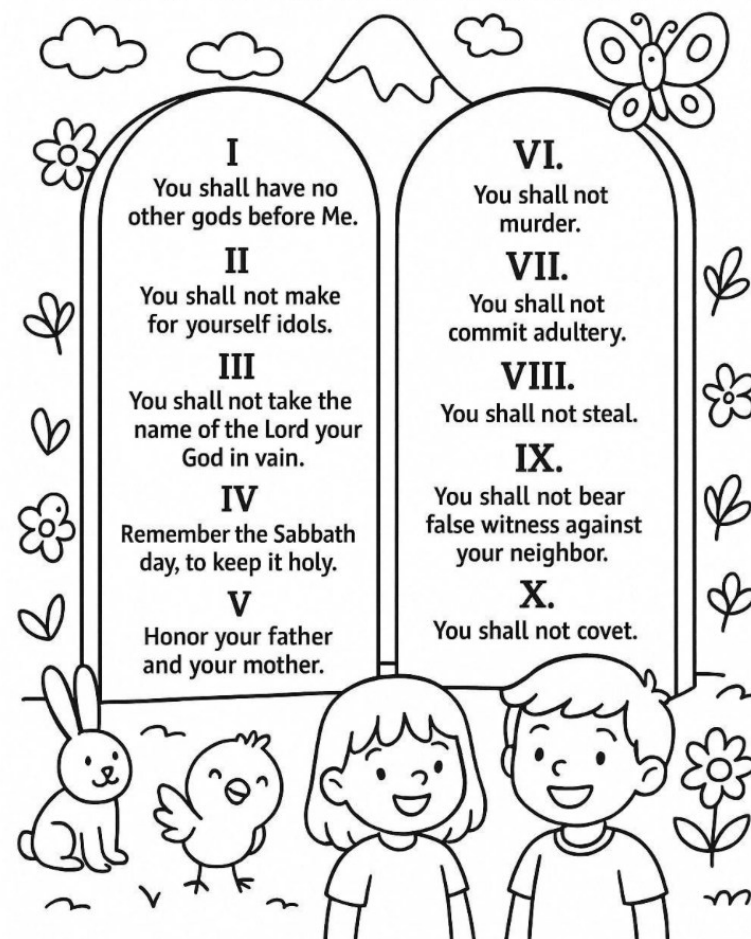 I
You shall have no
other gods before Me.
II
You shall not make
for yourself idols.
III
You shall not take the
name of the Lord your
God in vain.
IV
Remember the Sabbath
day, to keep it holy.
V
Honor your father
and your mother.
VI.
You shall not
murder.
VII.
You shall not
commit adultery.
VIII.
You shall not steal.
IX.
You shall not bear
false witness against
your neighbor.
X.
You shall not covet.